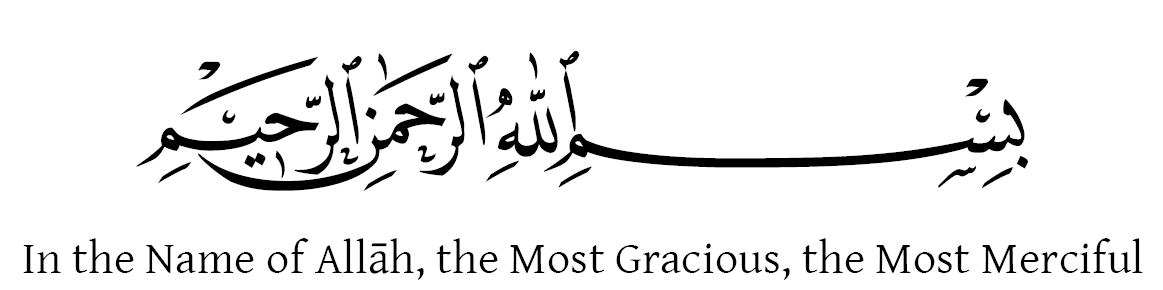 بِسْمِ ٱللَّٰهِ ٱلرَّحْمَٰنِ ٱلرَّحِيمِ
In the Name of Allāh, the Most Gracious, the Most Merciful